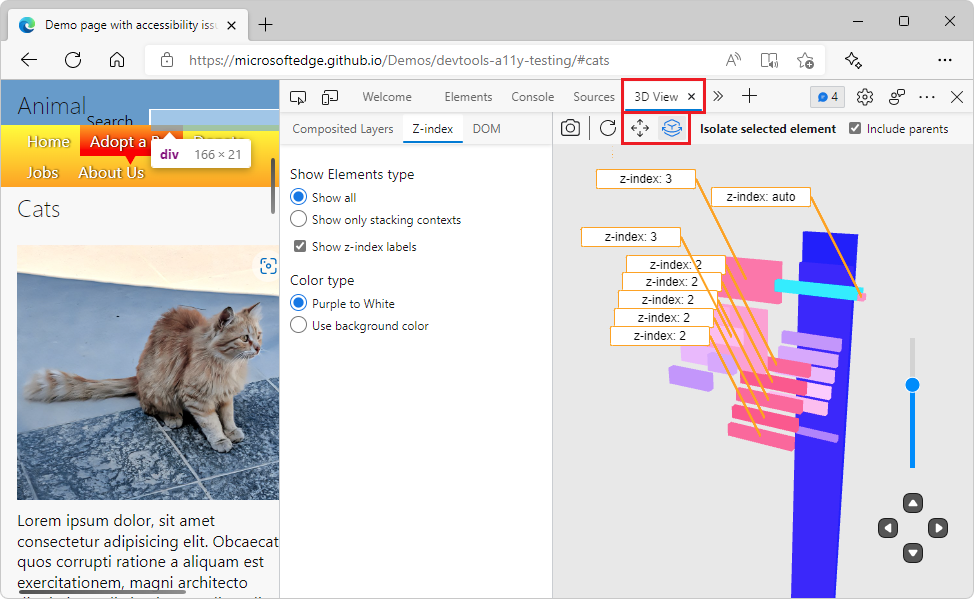 Demo page with accessibility iss
https://microsoftedge.github.io/Demos/devtools-a11y-testing/#cats
Animal
Search
Home
Adopt a
Jobs
About Us
div 166 × 21
Cats
Lorem ipsum dolor, sit amet
consectetur adipisicing elit. Obcaecat
quos corrupti ratione a aliquam est
exercitationem, magni architecto
Welcome Elements Console Sources 3D View
4
Composited Layers Z-index DOM
Isolate selected element Include parents
Show Elements type
Show all
Show only stacking contexts
Show z-index labels
Color type
Purple to White
Use background color
z-index: 3
z-index: auto
z-index: 3
z-index: 2
z-index: 2
z-index: 2
z-index: 2
z-index: 2